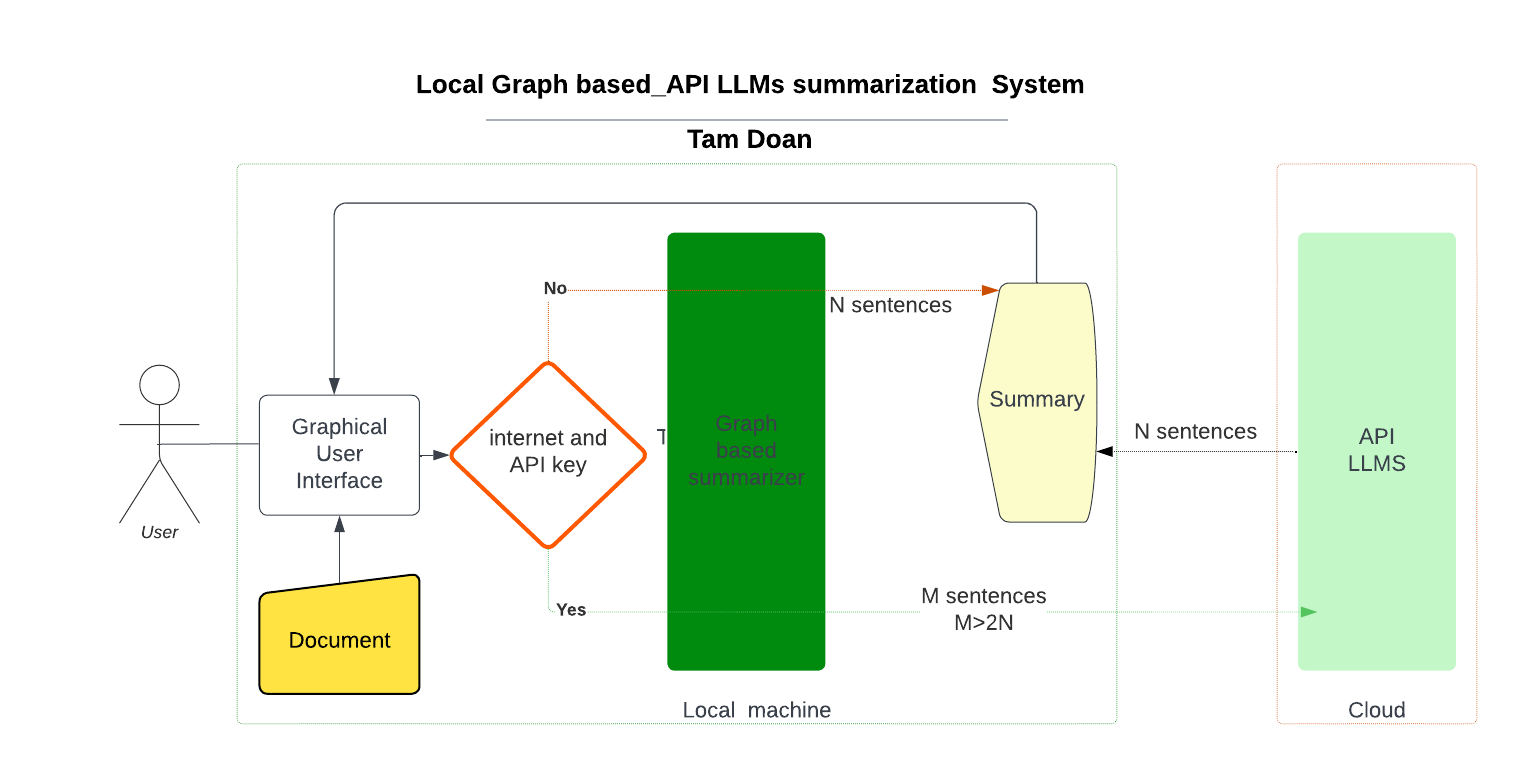 Local Graph based_API LLMs summarization  System
Tam Doan
No
N sentences
Graphical
User
Interface
internet and
API key
T
Graph
based
summarizer
Summary
N sentences
API
LLMS
User
Document
Yes
M sentences
M>2N
Local  machine
Cloud